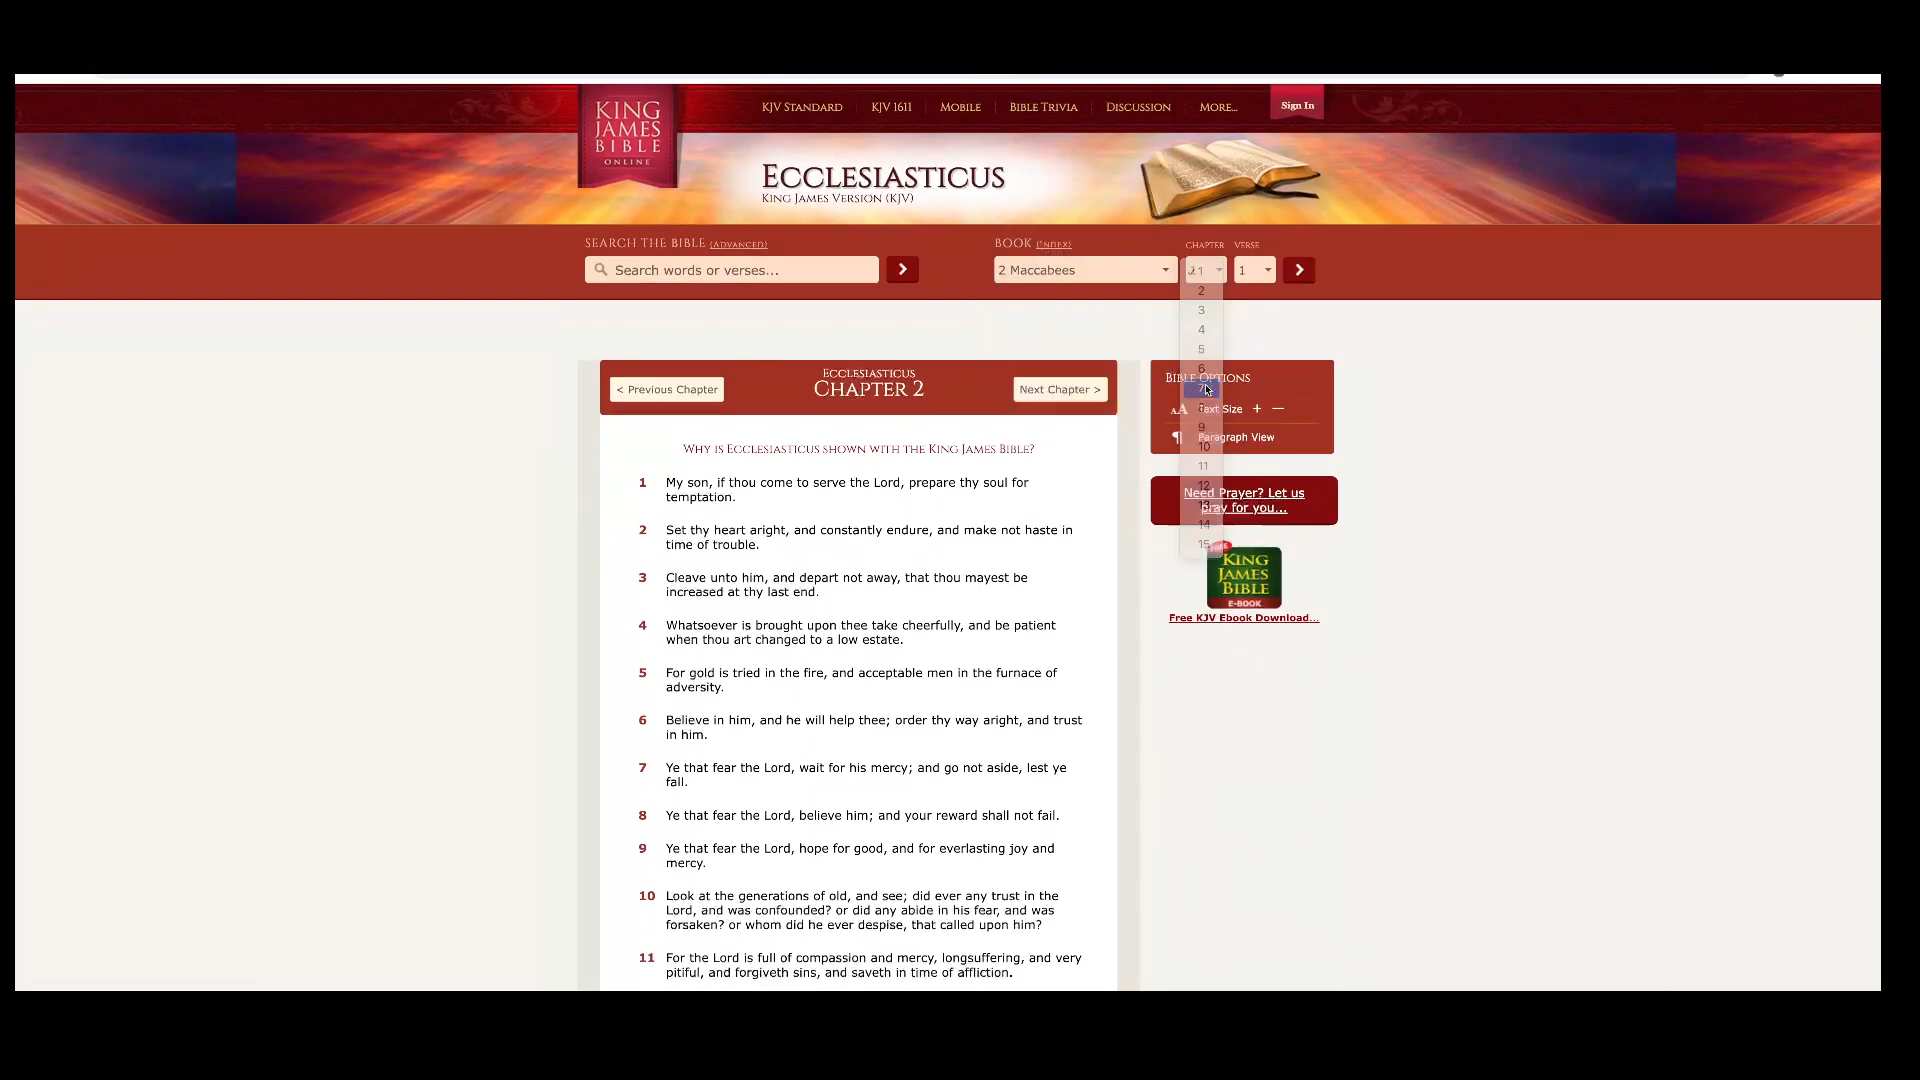 KING
JAMES
BIBLE
ONLINE
KJV STANDARD
KJV 1611
MOBILE
BIBLE TRIVIA
DISCUSSION
MORE...
Sign In
ECCLESIASTICUS
KING JAMES VERSION (KJV)
SEARCH THE BIBLE (ADVANCED)
Search words or verses...
BOOK (INDEX)
CHAPTER
VERSE
2 Maccabees
1
1
2
3
4
5
6
7
8
9
10
11
12
13
14
15
< Previous Chapter
ECCLESIASTICUS
CHAPTER 2
Next Chapter >
BIBLE OPTIONS
AA Text Size + —
¶ Paragraph View
Need Prayer? Let us
pray for you...
KING
JAMES
BIBLE
E-BOOK
Free KJV Ebook Download...
WHY IS ECCLESIASTICUS SHOWN WITH THE KING JAMES BIBLE?
1 My son, if thou come to serve the Lord, prepare thy soul for
temptation.
2 Set thy heart aright, and constantly endure, and make not haste in
time of trouble.
3 Cleave unto him, and depart not away, that thou mayest be
increased at thy last end.
4 Whatsoever is brought upon thee take cheerfully, and be patient
when thou art changed to a low estate.
5 For gold is tried in the fire, and acceptable men in the furnace of
adversity.
6 Believe in him, and he will help thee; order thy way aright, and trust
in him.
7 Ye that fear the Lord, wait for his mercy; and go not aside, lest ye
fall.
8 Ye that fear the Lord, believe him; and your reward shall not fail.
9 Ye that fear the Lord, hope for good, and for everlasting joy and
mercy.
10 Look at the generations of old, and see; did ever any trust in the
Lord, and was confounded? or did any abide in his fear, and was
forsaken? or whom did he ever despise, that called upon him?
11 For the Lord is full of compassion and mercy, longsuffering, and very
pitiful, and forgiveth sins, and saveth in time of affliction.